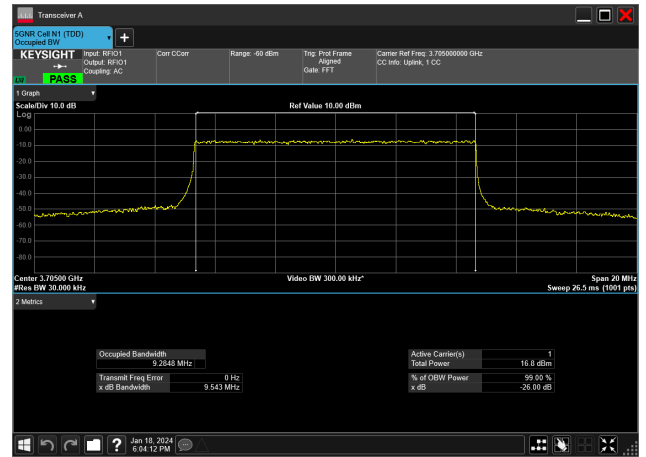 Transceiver A
5GNR Cell N1 (TDD)
Occupied BW
+
KEYSIGHT
LXI PASS
Input: RFIO1
Output: RFIO1
Coupling: AC
Corr CCorr
Range: -60 dBm
Trig: Prot Frame
Aligned
Gate: FFT
Carrier Ref Freq: 3.705000000 GHz
CC Info: Uplink, 1 CC
1 Graph
Scale/Div 10.0 dB
Ref Value 10.00 dBm
Log
0.00
-10.0
-20.0
-30.0
-40.0
-50.0
-60.0
-70.0
-80.0
Center 3.70500 GHz
#Res BW 30.000 kHz
Video BW 300.00 kHz*
Span 20 MHz
Sweep 26.5 ms (1001 pts)
2 Metrics
Occupied Bandwidth
9.2848 MHz
Transmit Freq Error 0 Hz
x dB Bandwidth 9.543 MHz
Active Carrier(s) 1
Total Power 16.8 dBm
% of OBW Power 99.00 %
x dB -26.00 dB
?
Jan 18, 2024
6:04:12 PM